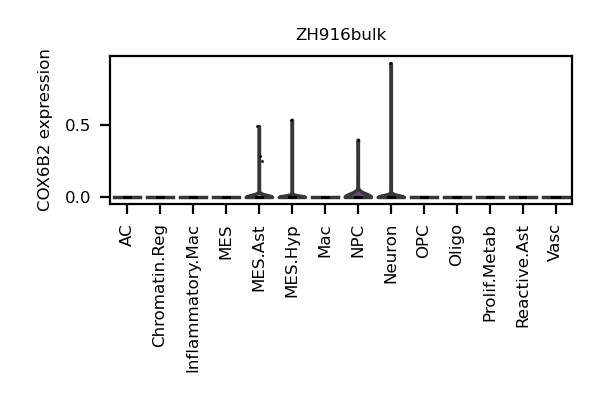 ZH916bulk
COX6B2 expression
0.5
0.0
AC
Chromatin.Reg
Inflammatory.Mac
MES
MES.Ast
MES.Hyp
Mac
NPC
Neuron
OPC
Oligo
Prolif.Metab
Reactive.Ast
Vasc